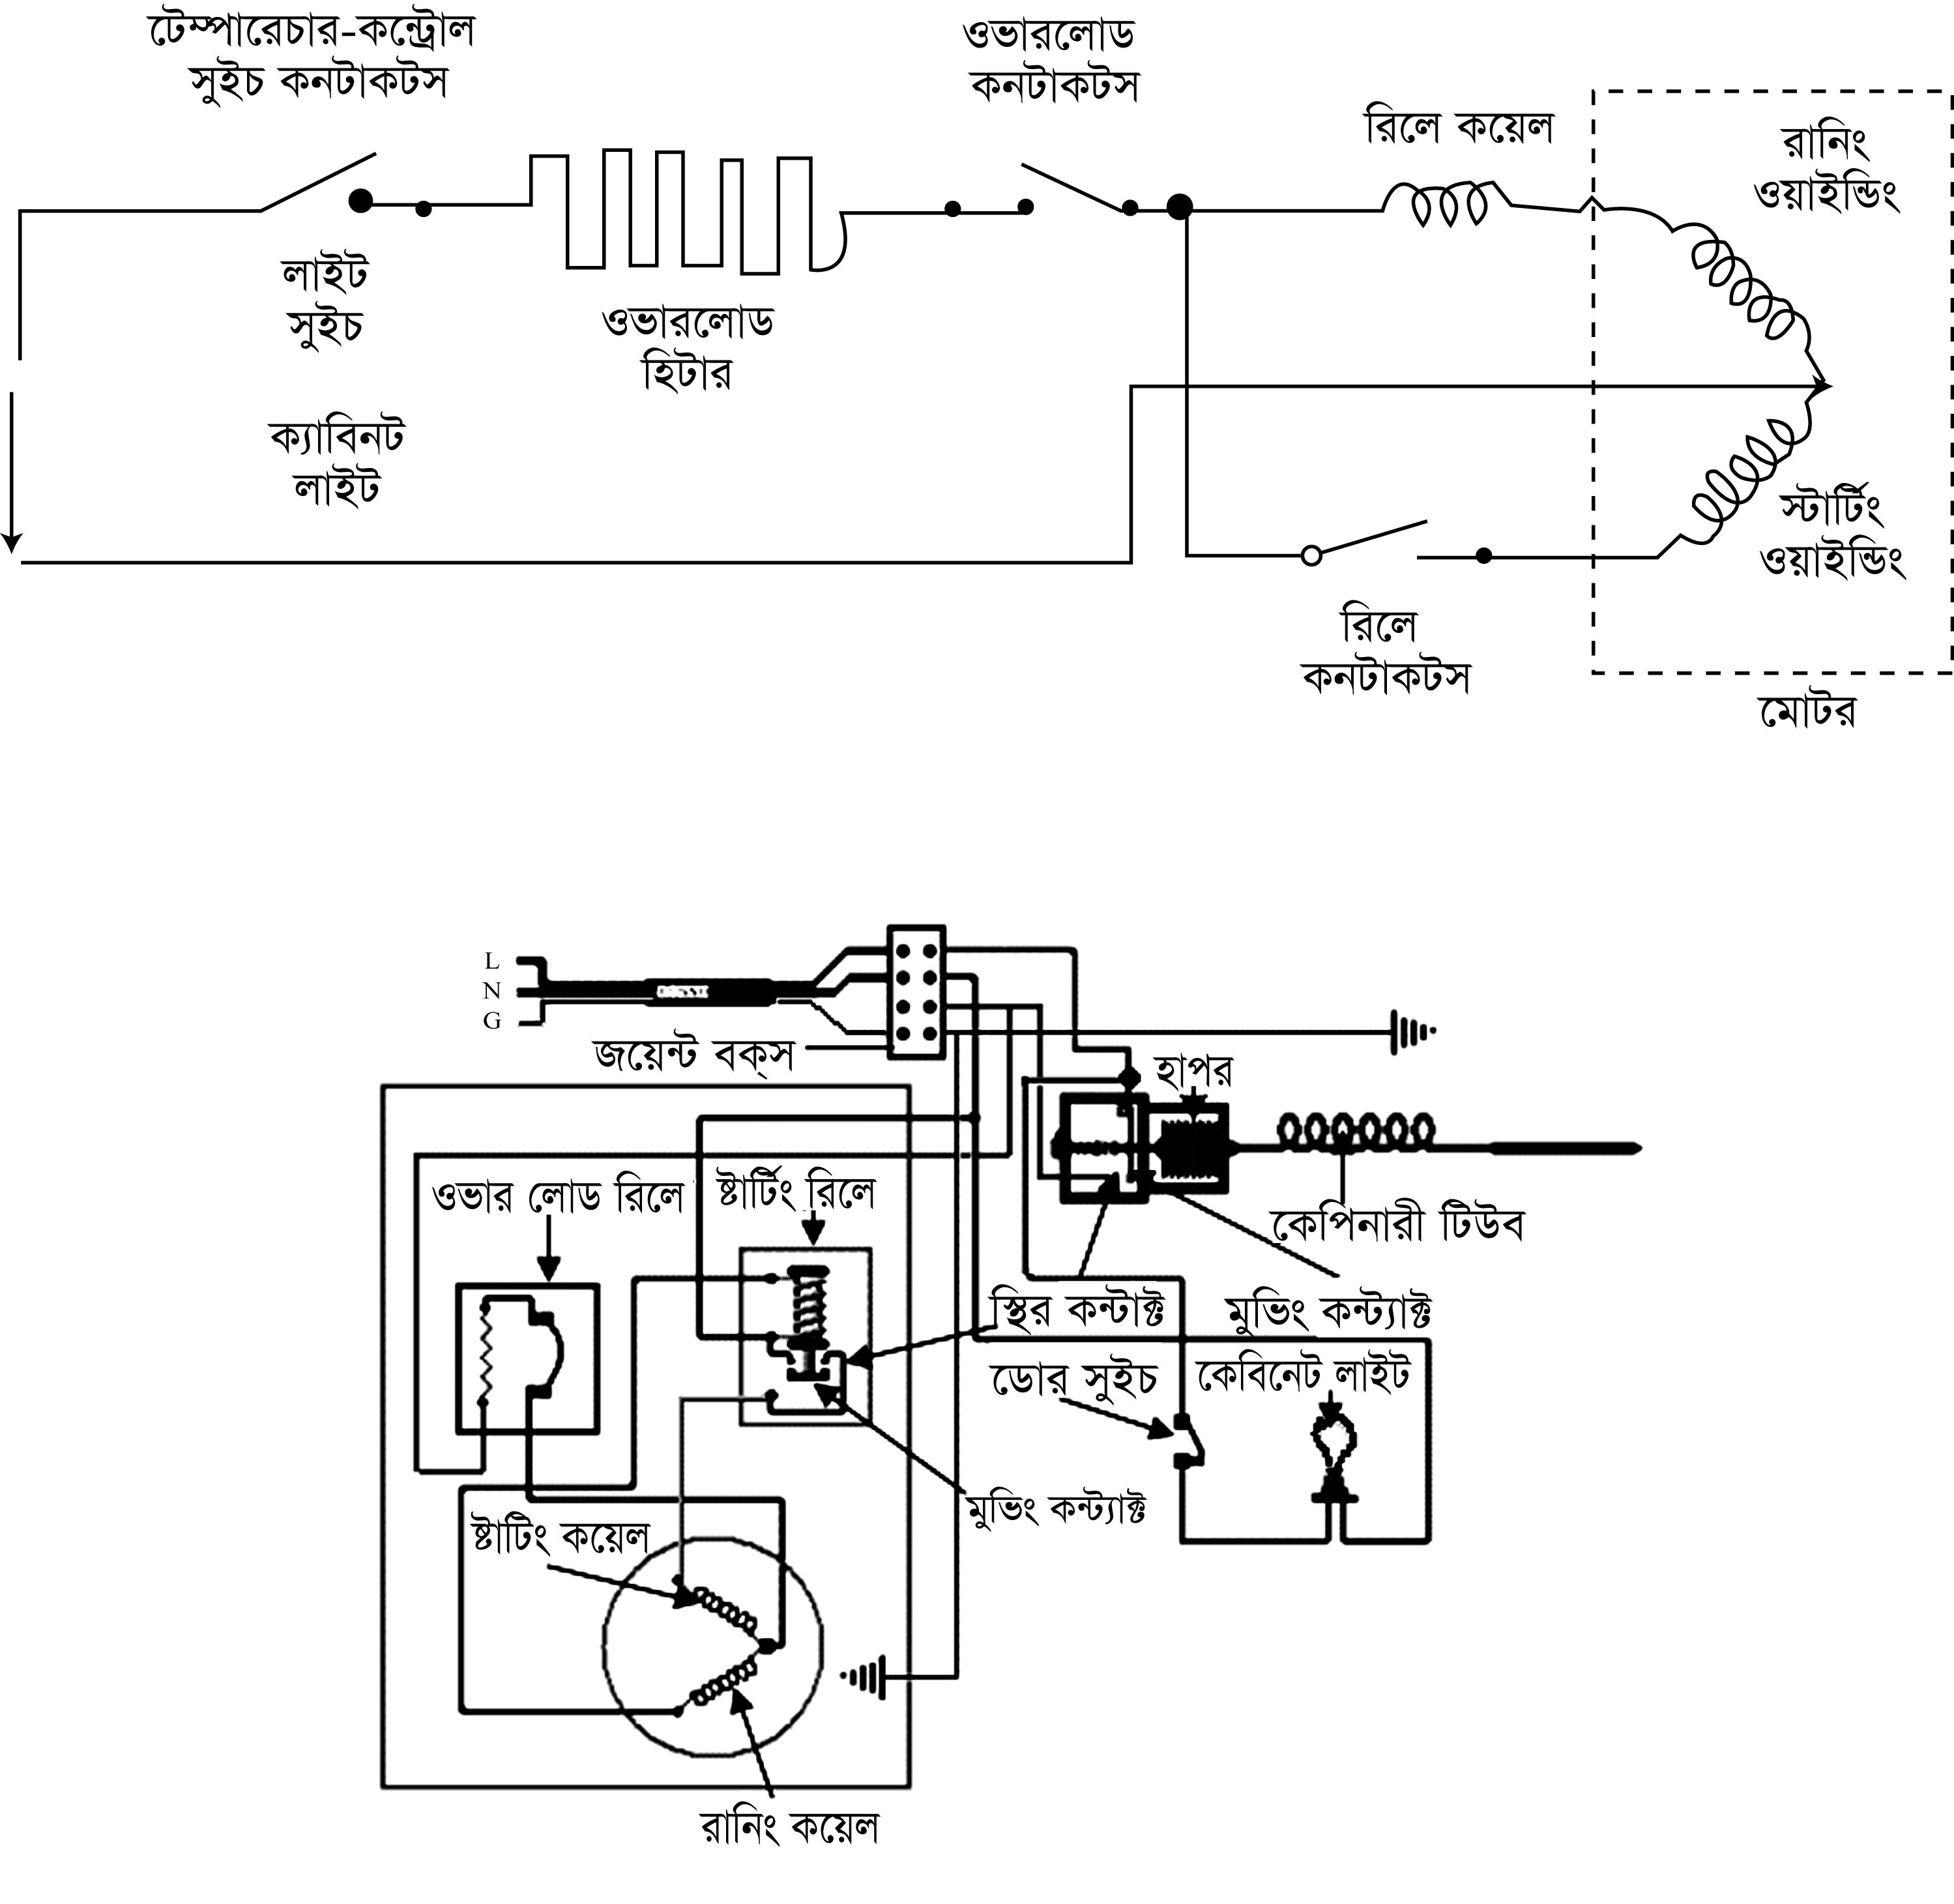 টেম্পারেচার-কন্ট্রোল
সুইচ কনটাকটস
ওভারলোড
কনটাকটস
রিলে কয়েল
রানিং
ওয়াইন্ডিং
লাইট
সুইচ
ওভারলোড
হিটার
ক্যাবিনট
লাইট
স্টার্টিং
ওয়াইন্ডিং
রিলে
কনটাকটস
মোটর
L
N
G
জয়েন্ট বক্স
হাপর
ওভার লোড রিলে
ষ্টার্টিং রিলে
কেপিনারী টিউব
স্থির কন্টাক্ট
মুভিং কন্ট্যাক্ট
ডোর সুইচ
কেবিনেট লাইট
মুভিং কন্ট্যাক্ট
ষ্টার্টিং কয়েল
রানিং কয়েল